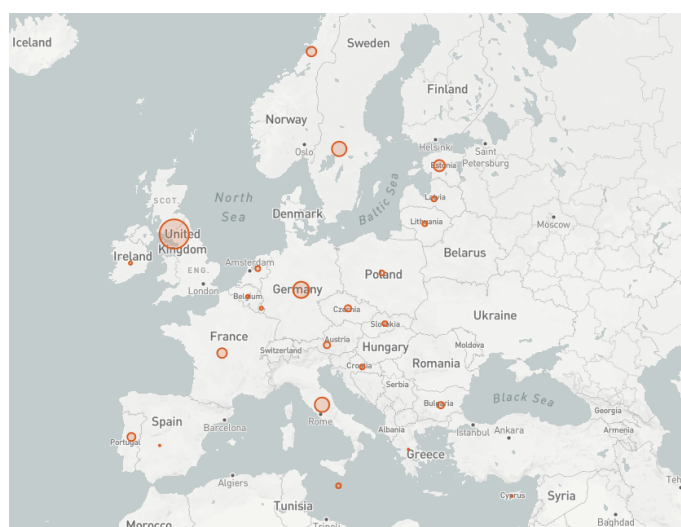 Iceland
Sweden
Finland
Norway
Oslo
Helsinki
Saint
Petersburg
Estonia
SCOT.
North
Sea
Baltic Sea
Latvia
Lithuania
Moscow
Denmark
United
Kingdom
Ireland
ENG.
Amsterdam
Belarus
London
Belgium
Germany
Poland
Czechia
Slovakia
Ukraine
France
Switzerland
Austria
Hungary
Moldova
Croatia
Romania
Serbia
Black Sea
Bulgaria
Georgia
Armenia
Spain
Barcelona
Rome
Portugal
Albania
Istanbul
Ankara
Greece
Algiers
Tunisia
Cyprus
Syria
Teh
Morocco
Tripoli
Baghdad